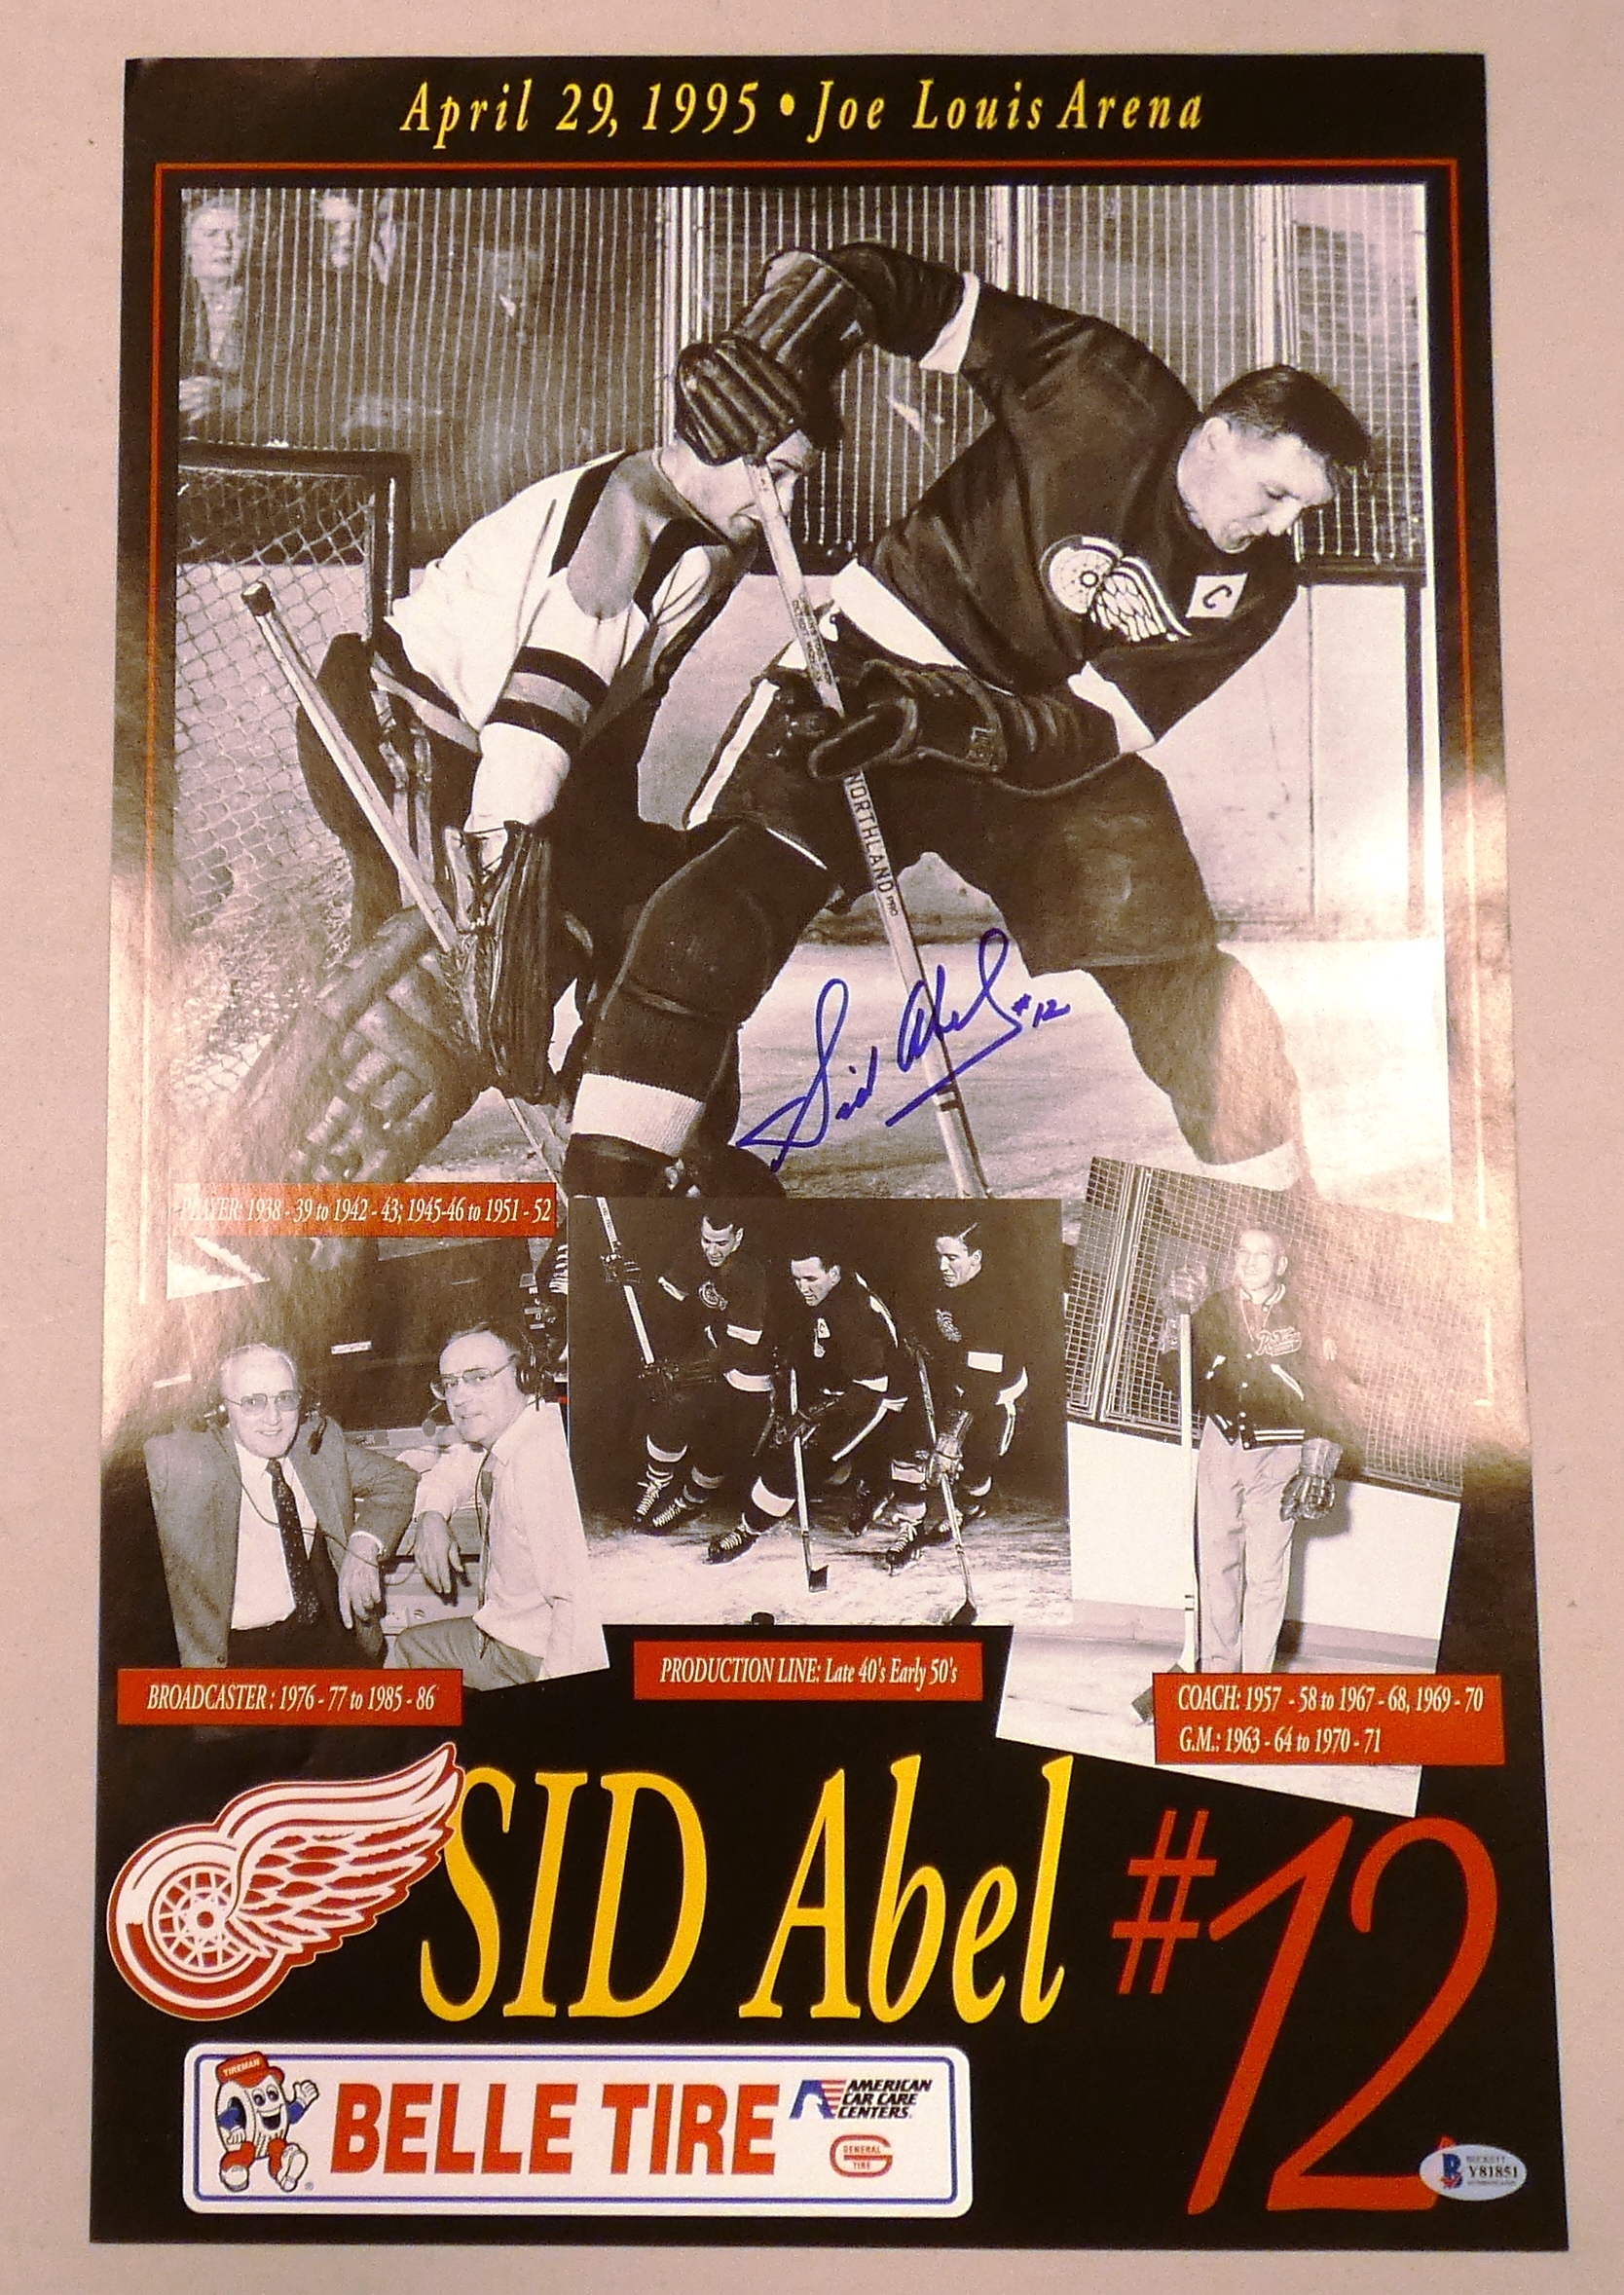 April 29, 1995 • Joe Louis Arena
C
NORTHLAND PRO
Sid Abel #12
PLAYER: 1938 - 39 to 1942 - 43; 1945-46 to 1951 - 52
BROADCASTER: 1976 - 77 to 1985 - 86
PRODUCTION LINE: Late 40's Early 50's
COACH: 1957 - 58 to 1967 - 68, 1969 - 70
G.M.: 1963 - 64 to 1970 - 71
SID Abel #12
TIREMAN
BELLE TIRE
AMERICAN
CAR CARE
CENTERS.
GENERAL
TIRE
BECKETT
Y81851